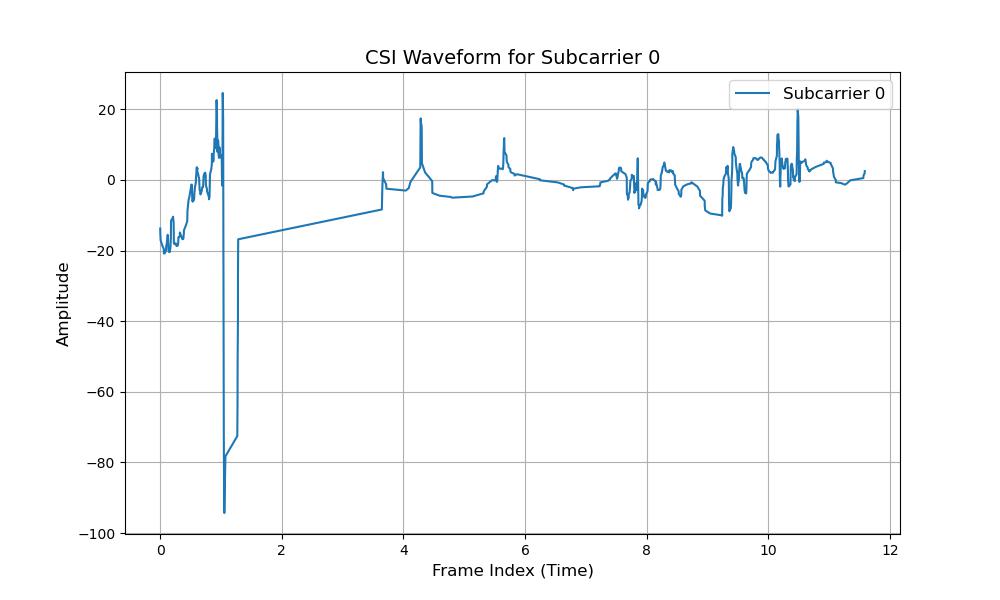 CSI Waveform for Subcarrier 0
Subcarrier 0
Amplitude
20
0
−20
−40
−60
−80
−100
0 2 4 6 8 10 12
Frame Index (Time)